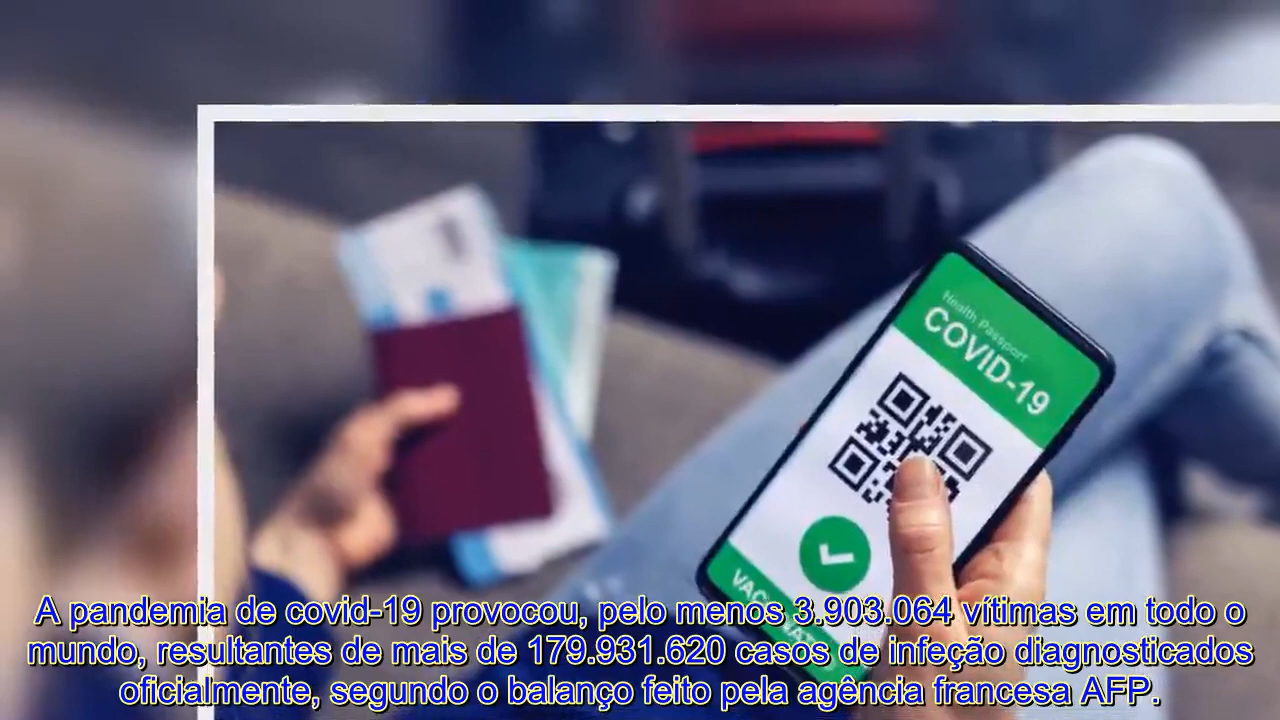 Health Passport
COVID-19
A pandemia de covid-19 provocou, pelo menos 3.903.064 vítimas em todo o
mundo, resultantes de mais de 179.931.620 casos de infeção diagnosticados
oficialmente, segundo o balanço feito pela agência francesa AFP.